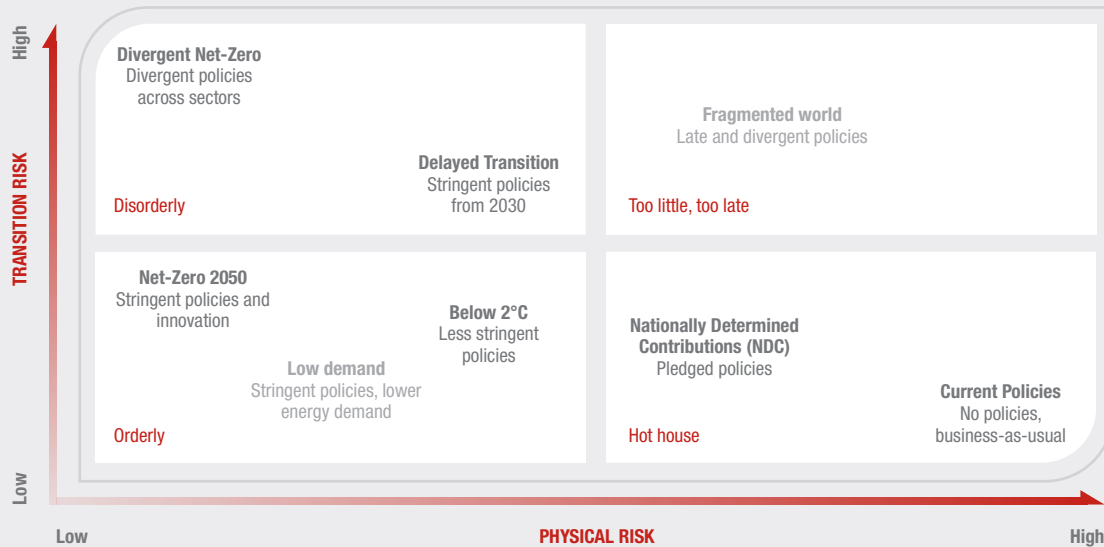 High
TRANSITION RISK
Low
Divergent Net-Zero
Divergent policies
across sectors
Delayed Transition
Stringent policies
from 2030
Disorderly
Fragmented world
Late and divergent policies
Too little, too late
Net-Zero 2050
Stringent policies and
innovation
Below 2°C
Less stringent
policies
Low demand
Stringent policies, lower
energy demand
Orderly
Nationally Determined
Contributions (NDC)
Pledged policies
Current Policies
No policies,
business-as-usual
Hot house
Low
PHYSICAL RISK
High